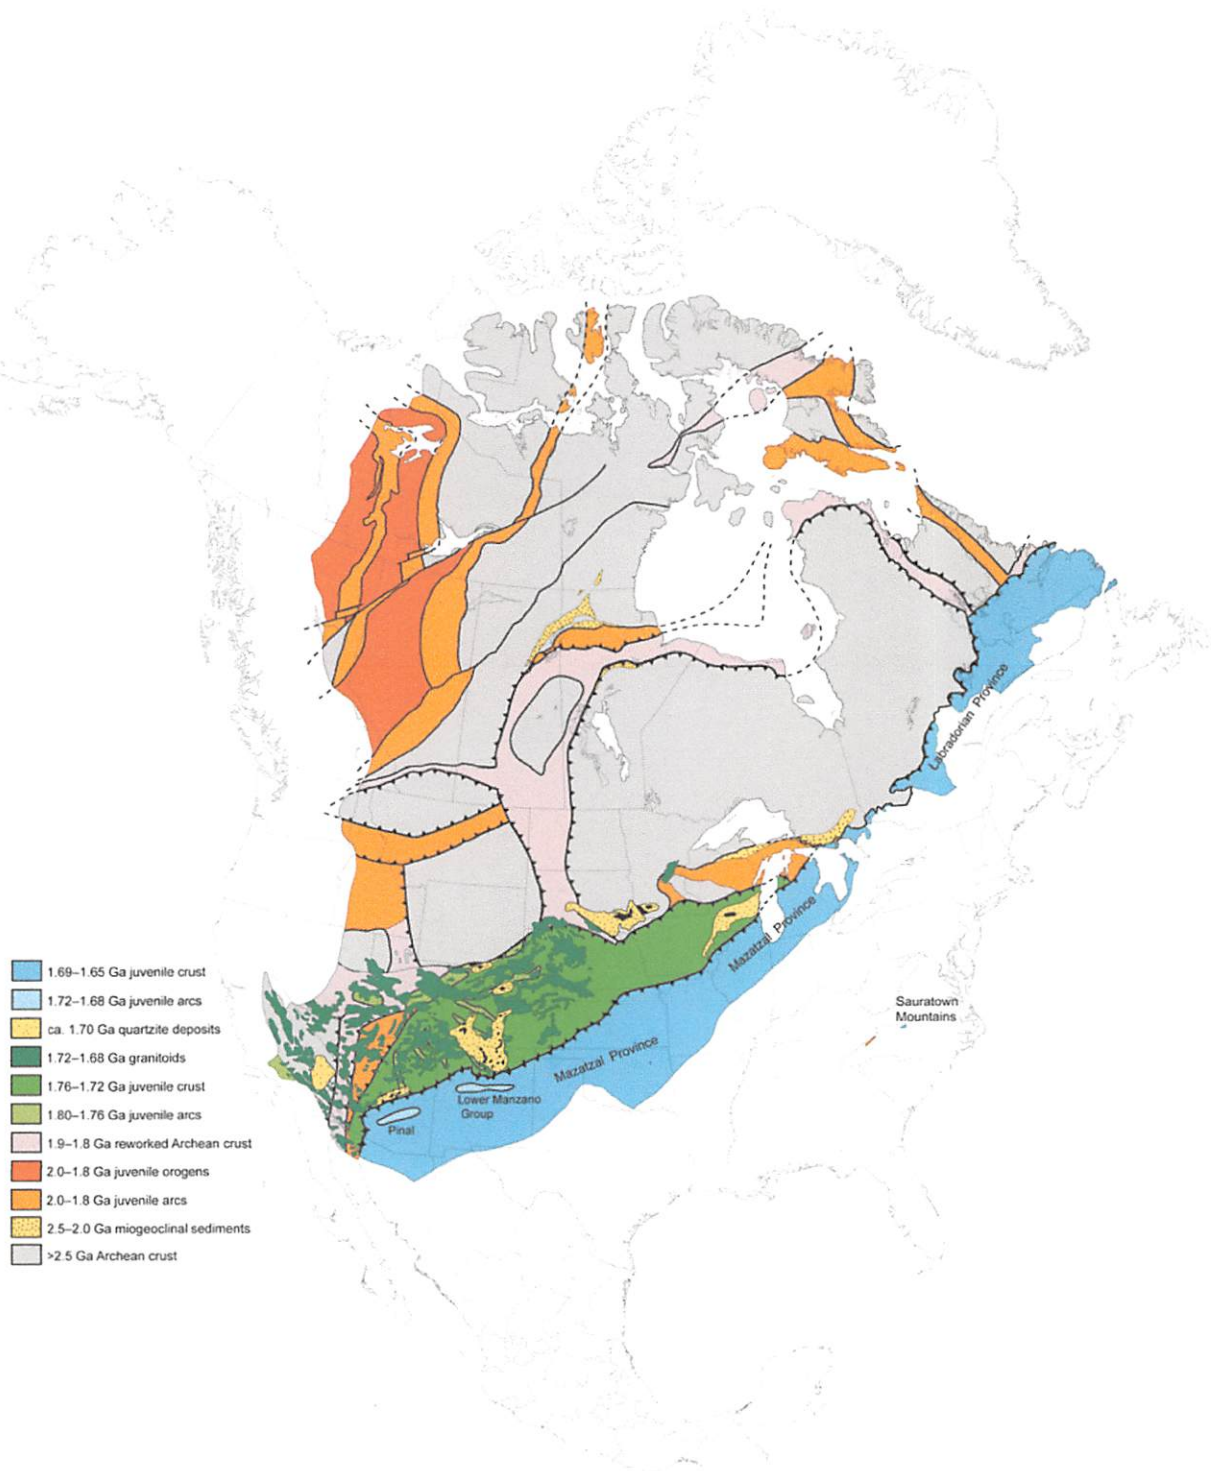 Labradorian Province
Mazatzal Province
1.69–1.65 Ga juvenile crust
1.72–1.68 Ga juvenile arcs
ca. 1.70 Ga quartzite deposits
1.72–1.68 Ga granitoids
1.76–1.72 Ga juvenile crust
1.80–1.76 Ga juvenile arcs
1.9–1.8 Ga reworked Archean crust
2.0–1.8 Ga juvenile orogens
2.0–1.8 Ga juvenile arcs
2.5–2.0 Ga miogeoclinal sediments
>2.5 Ga Archean crust
Sauratown
Mountains
Mazatzal Province
Lower Manzano
Group
Pinal